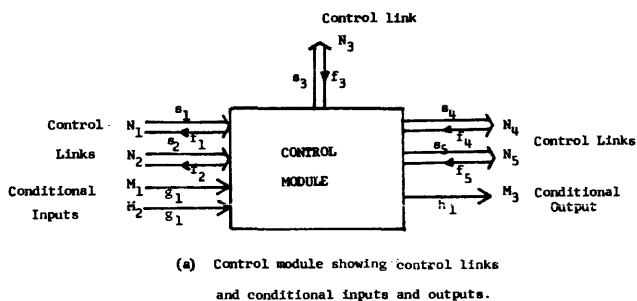 Control link
N3
s3 f3
s1
Control N1 f1
s2
Links N2 f2
Conditional M1 g1
Inputs M2 g1
CONTROL
MODULE
s4
N4
f4
s5
N5
f5
Control Links
h1
M3 Conditional
Output
(a) Control module showing control links
and conditional inputs and outputs.